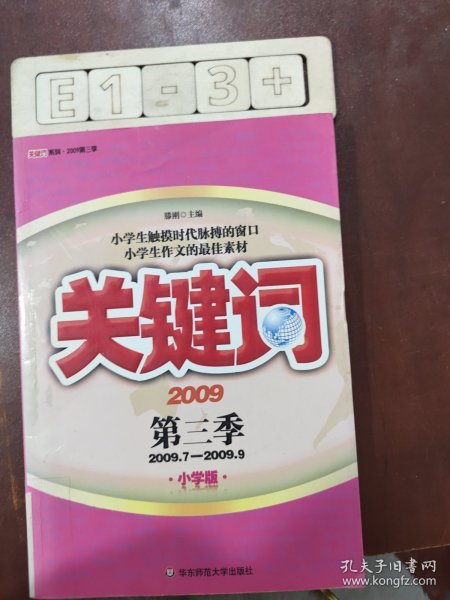 E1-3+
关键词系列·2009第三季
滕刚◎主编
小学生触摸时代脉搏的窗口
小学生作文的最佳素材
关键词
2009
第三季
2009.7—2009.9
·小学版·
华东师范大学出版社
孔夫子旧书网
www.kongfz.com